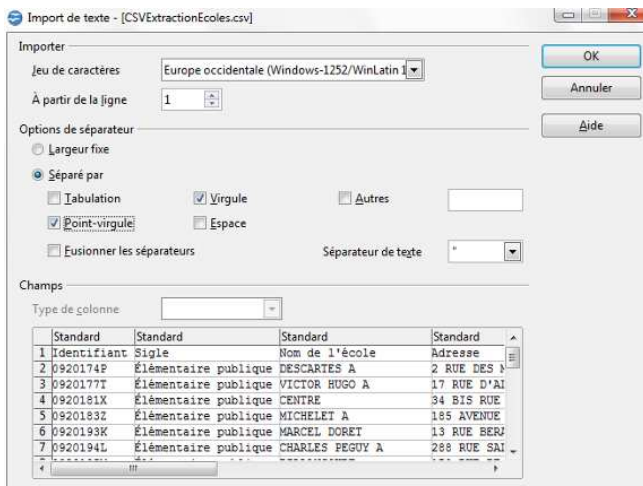 Import de texte - [CSVExtractionEcoles.csv]
Importer
Jeu de caractères Europe occidentale (Windows-1252/WinLatin 1
À partir de la ligne 1
OK
Annuler
Aide
Options de séparateur
Largeur fixe
Séparé par
Tabulation Virgule Autres
Point-virgule Espace
Fusionner les séparateurs Séparateur de texte "
Champs
Type de colonne
Standard Standard Standard Standard
1 Identifiant Sigle Nom de l'école Adresse
2 0920174P Élémentaire publique DESCARTES A 2 RUE DES
3 0920177T Élémentaire publique VICTOR HUGO A 17 RUE D'AI
4 0920181X Élémentaire publique CENTRE 34 BIS RUE
5 0920183Z Élémentaire publique MICHELET A 185 AVENUE
6 0920193K Élémentaire publique MARCEL DORET 13 RUE BERA
7 0920194L Élémentaire publique CHARLES PEGUY A 288 RUE SAI